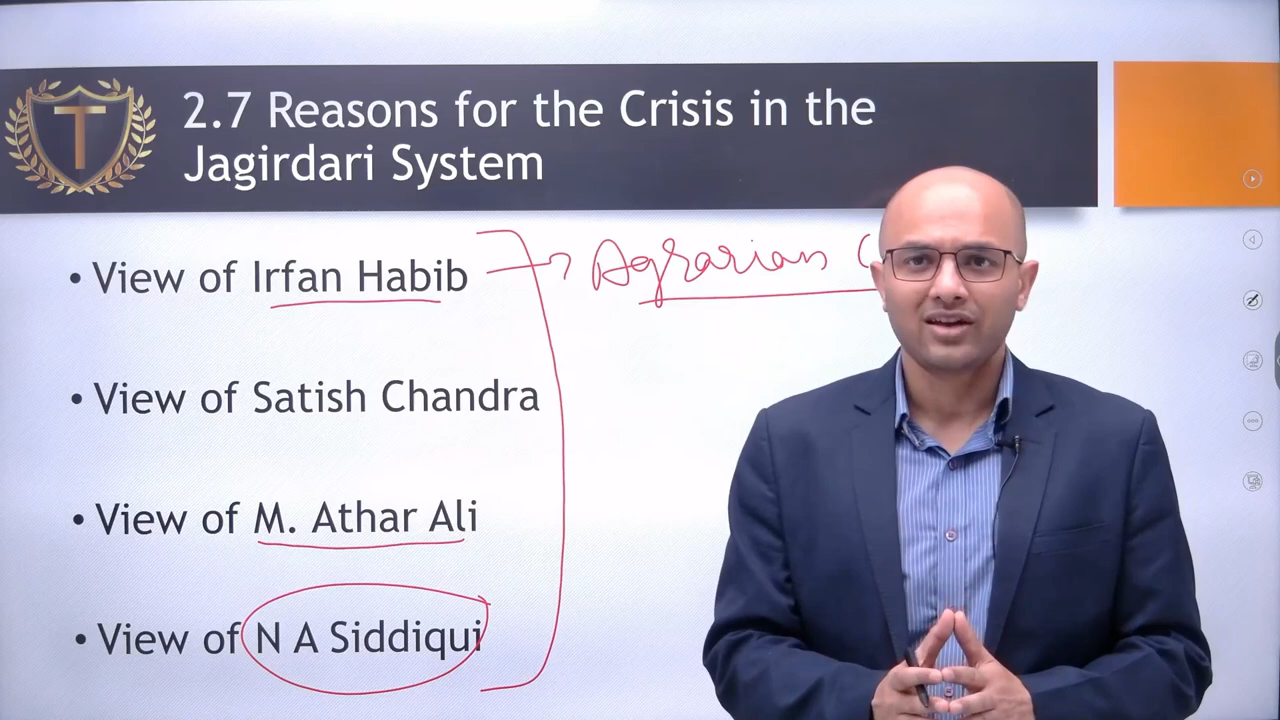 T
2.7 Reasons for the Crisis in the
Jagirdari System
• View of Irfan Habib
Agrarian
• View of Satish Chandra
• View of M. Athar Ali
• View of N A Siddiqui